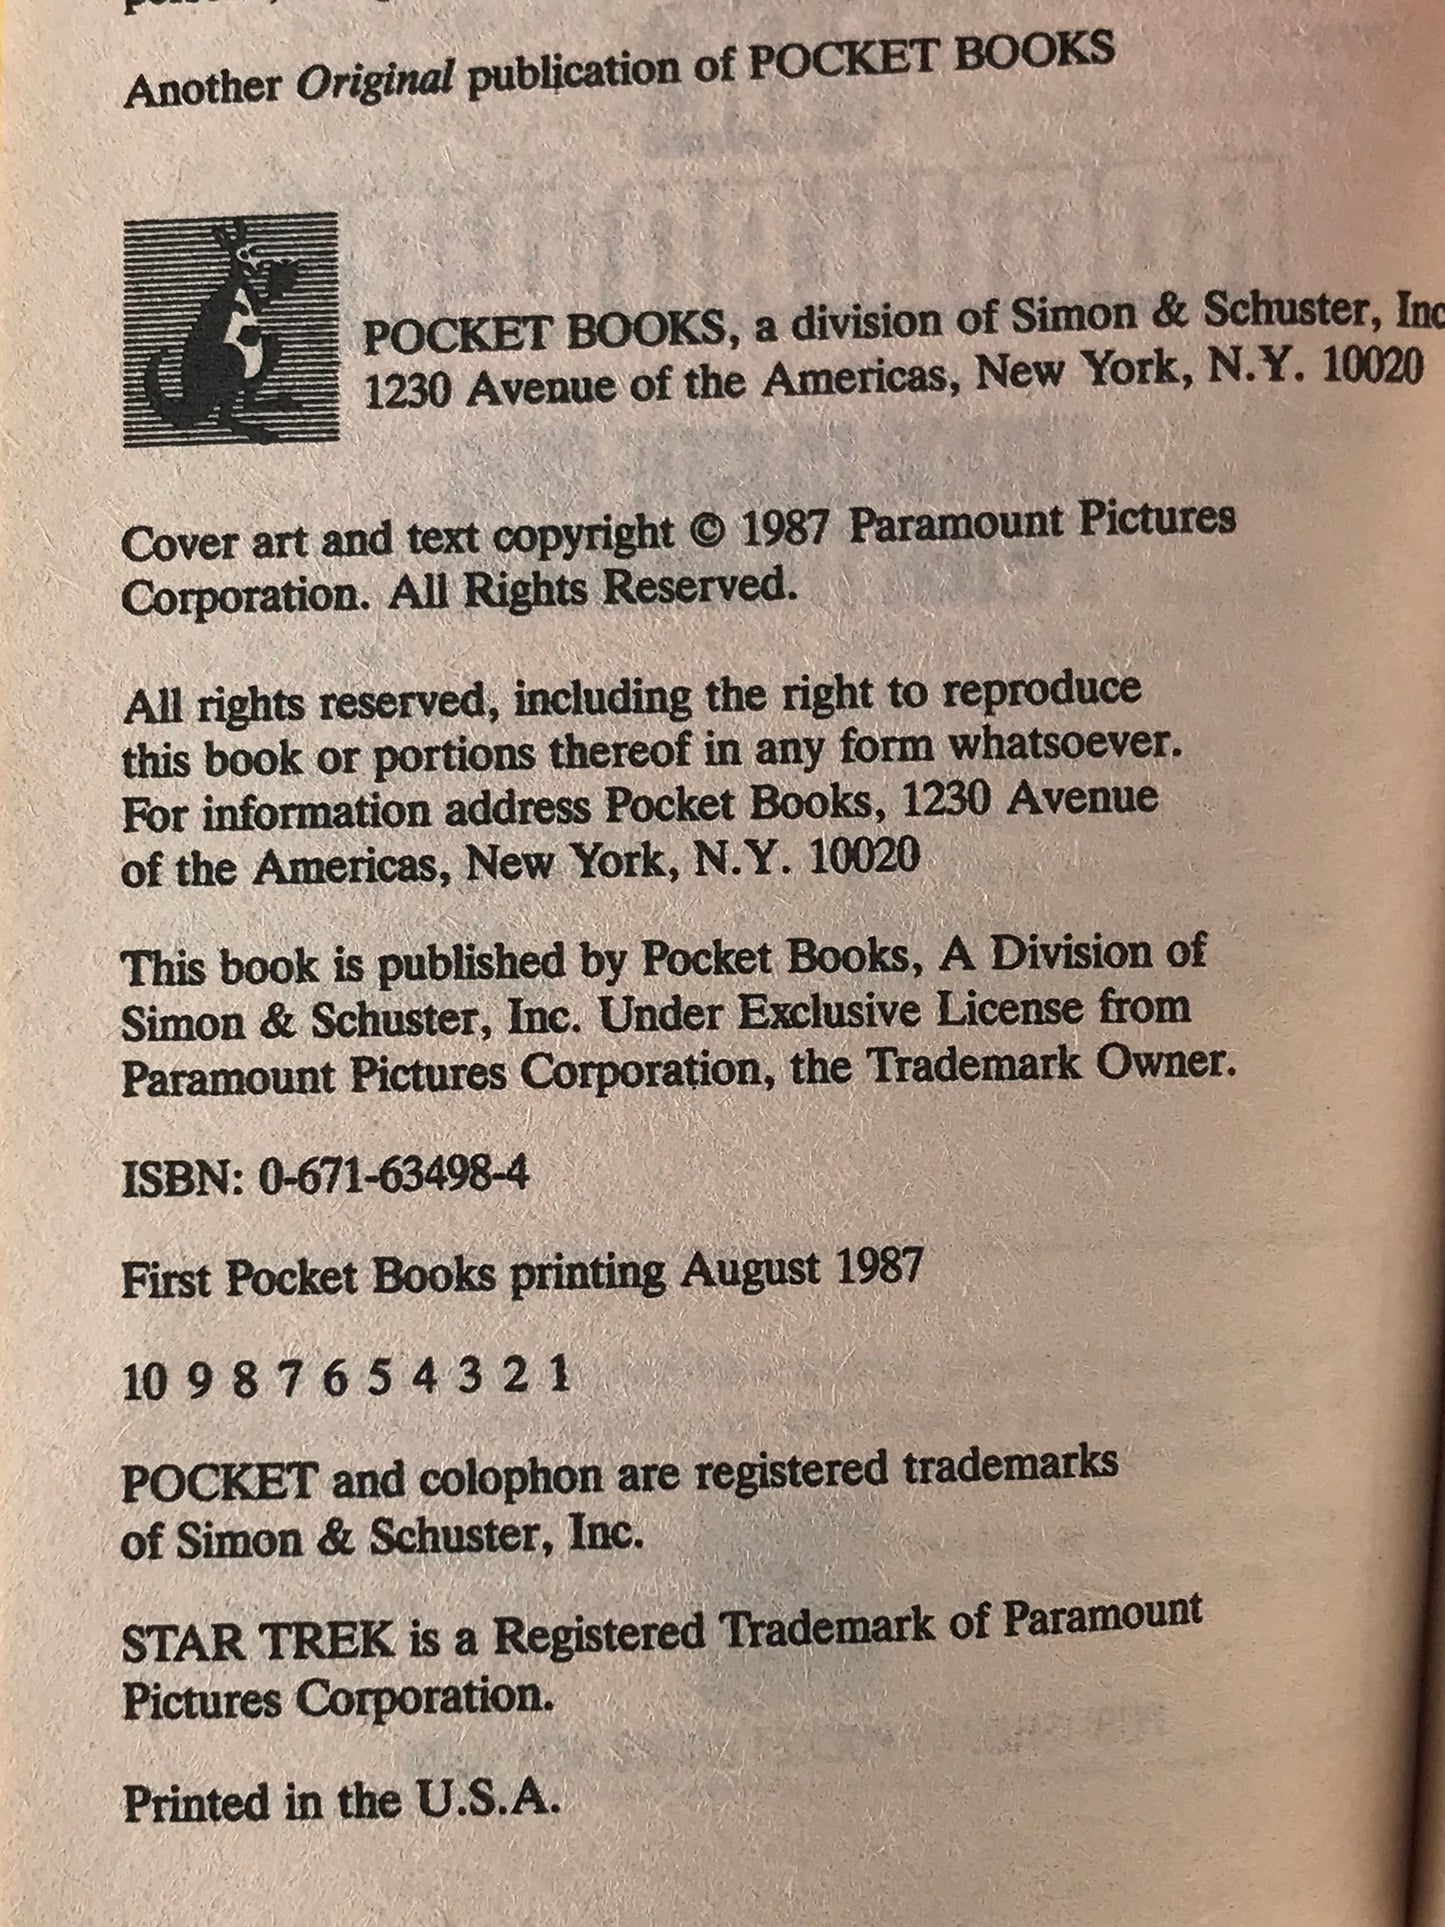 Another Original publication of POCKET BOOKS
POCKET BOOKS, a division of Simon & Schuster, Inc
1230 Avenue of the Americas, New York, N.Y. 10020
Cover art and text copyright © 1987 Paramount Pictures
Corporation. All Rights Reserved.
All rights reserved, including the right to reproduce
this book or portions thereof in any form whatsoever.
For information address Pocket Books, 1230 Avenue
of the Americas, New York, N.Y. 10020
This book is published by Pocket Books, A Division of
Simon & Schuster, Inc. Under Exclusive License from
Paramount Pictures Corporation, the Trademark Owner.
ISBN: 0-671-63498-4
First Pocket Books printing August 1987
10 9 8 7 6 5 4 3 2 1
POCKET and colophon are registered trademarks
of Simon & Schuster, Inc.
STAR TREK is a Registered Trademark of Paramount
Pictures Corporation.
Printed in the U.S.A.